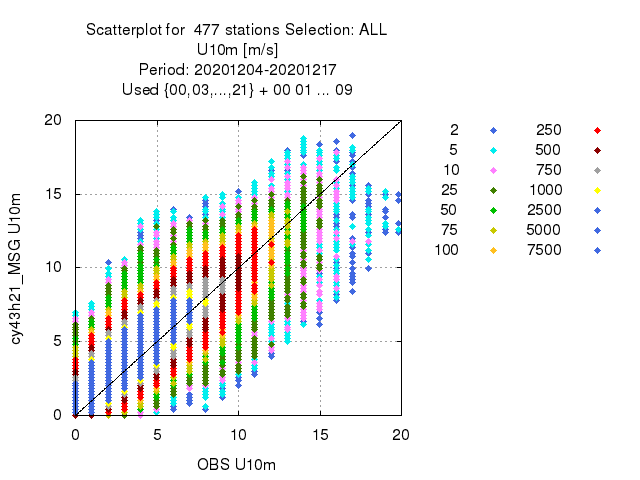 Scatterplot for  477 stations Selection: ALL
U10m [m/s]
Period: 20201204-20201217
Used {00,03,...,21} + 00 01 ... 09
cy43h21_MSG U10m
20
15
10
5
0
0 5 10 15 20
OBS U10m
2 250
5 500
10 750
25 1000
50 2500
75 5000
100 7500